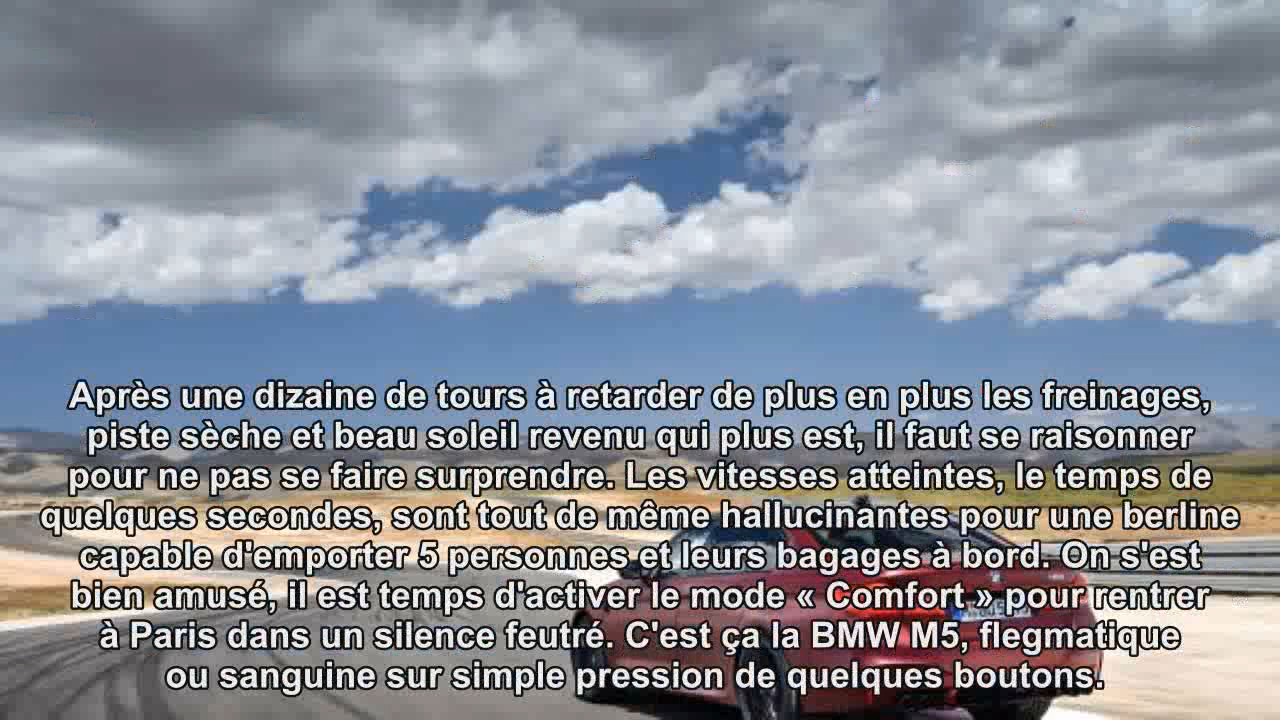 Après une dizaine de tours à retarder de plus en plus les freinages,
piste sèche et beau soleil revenu qui plus est, il faut se raisonner
pour ne pas se faire surprendre. Les vitesses atteintes, le temps de
quelques secondes, sont tout de même hallucinantes pour une berline
capable d'emporter 5 personnes et leurs bagages à bord. On s'est
bien amusé, il est temps d'activer le mode « Comfort » pour rentrer
à Paris dans un silence feutré. C'est ça la BMW M5, flegmatique
ou sanguine sur simple pression de quelques boutons.